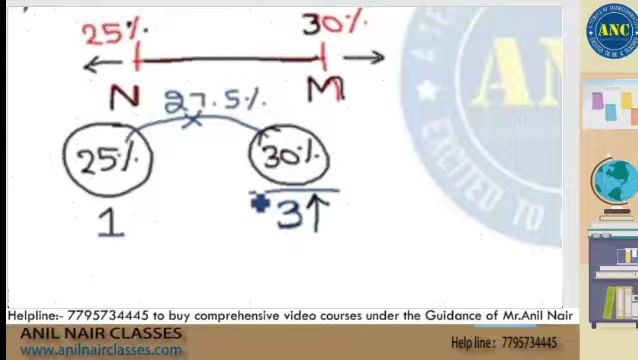 25% 30%
N M
27.5%
25% 30%
1 3↑
ANC
ANC
Helpline:- 7795734445 to buy comprehensive video courses under the Guidance of Mr.Anil Nair
ANIL NAIR CLASSES
www.anilnairclasses.com
Help line : 7795734445